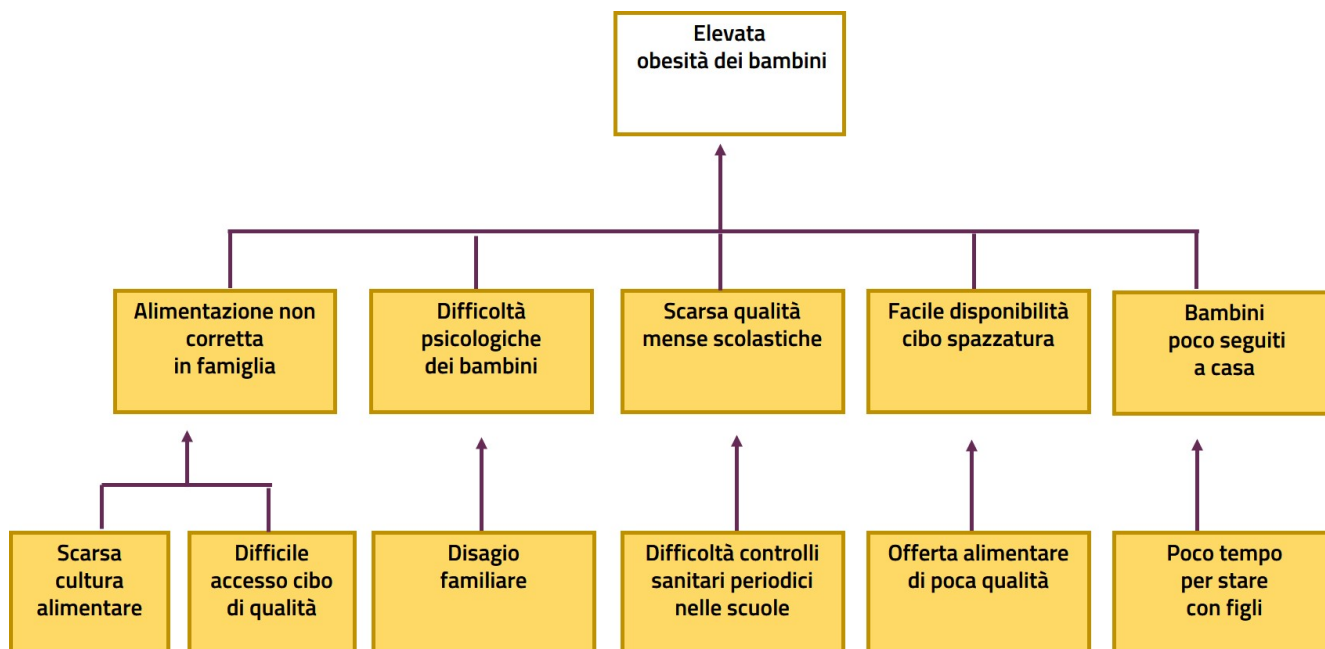 Elevata
obesità dei bambini
Alimentazione non
corretta
in famiglia
Difficoltà
psicologiche
dei bambini
Scarsa qualità
mense scolastiche
Facile disponibilità
cibo spazzatura
Bambini
poco seguiti
a casa
Scarsa
cultura
alimentare
Difficile
accesso cibo
di qualità
Disagio
familiare
Difficoltà controlli
sanitari periodici
nelle scuole
Offerta alimentare
di poca qualità
Poco tempo
per stare
con figli